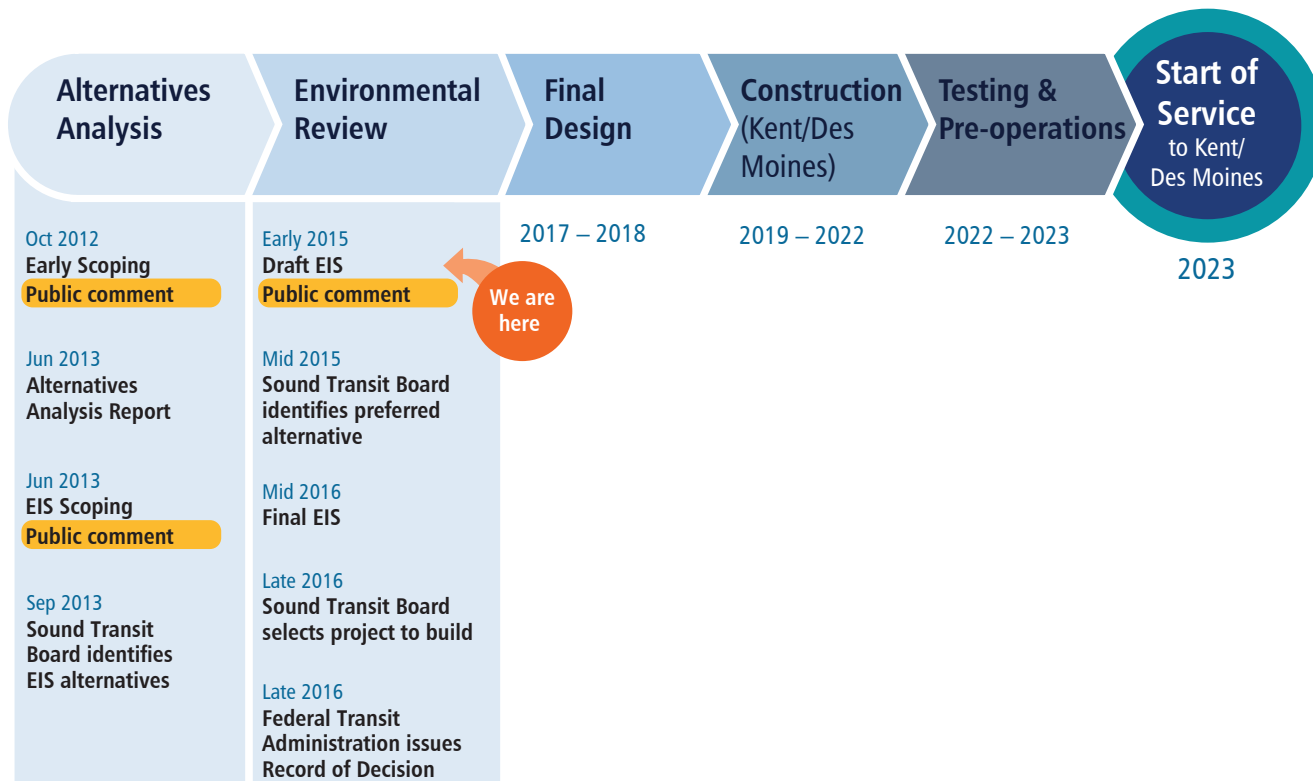 Alternatives
Analysis
Environmental
Review
Final
Design
Construction
(Kent/Des
Moines)
Testing &
Pre-operations
Start of
Service
to Kent/
Des Moines
Oct 2012
Early Scoping
Public comment
Jun 2013
Alternatives
Analysis Report
Jun 2013
EIS Scoping
Public comment
Sep 2013
Sound Transit
Board identifies
EIS alternatives
Early 2015
Draft EIS
Public comment
We are
here
Mid 2015
Sound Transit Board
identifies preferred
alternative
Mid 2016
Final EIS
Late 2016
Sound Transit Board
selects project to build
Late 2016
Federal Transit
Administration issues
Record of Decision
2017 – 2018
2019 – 2022
2022 – 2023
2023